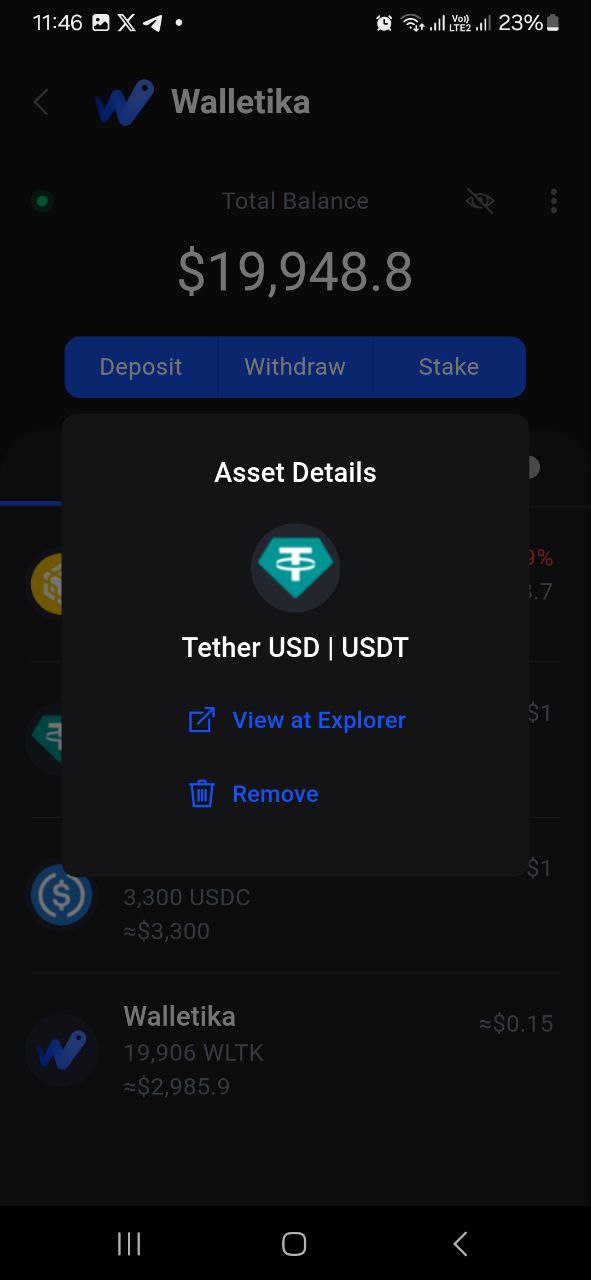 11:46 Vo)) LTE2 23%
Walletika
Total Balance
$19,948.8
Deposit Withdraw Stake
Asset Details
9%
.7
Tether USD | USDT
View at Explorer
$1
Remove
$1
3,300 USDC
≈$3,300
Walletika
≈$0.15
19,906 WLTK
≈$2,985.9